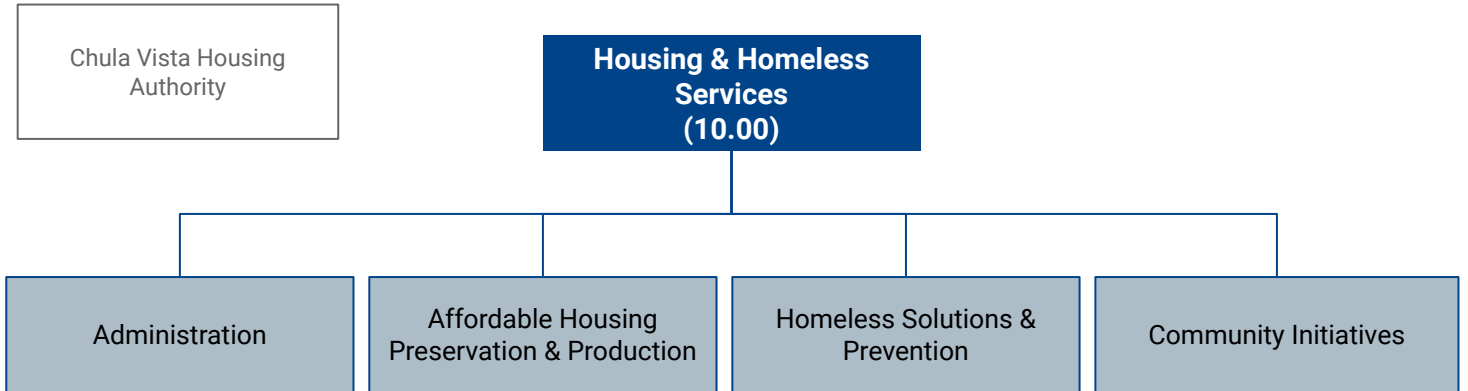 Chula Vista Housing
Authority
Housing & Homeless
Services
(10.00)
Administration
Affordable Housing
Preservation & Production
Homeless Solutions &
Prevention
Community Initiatives